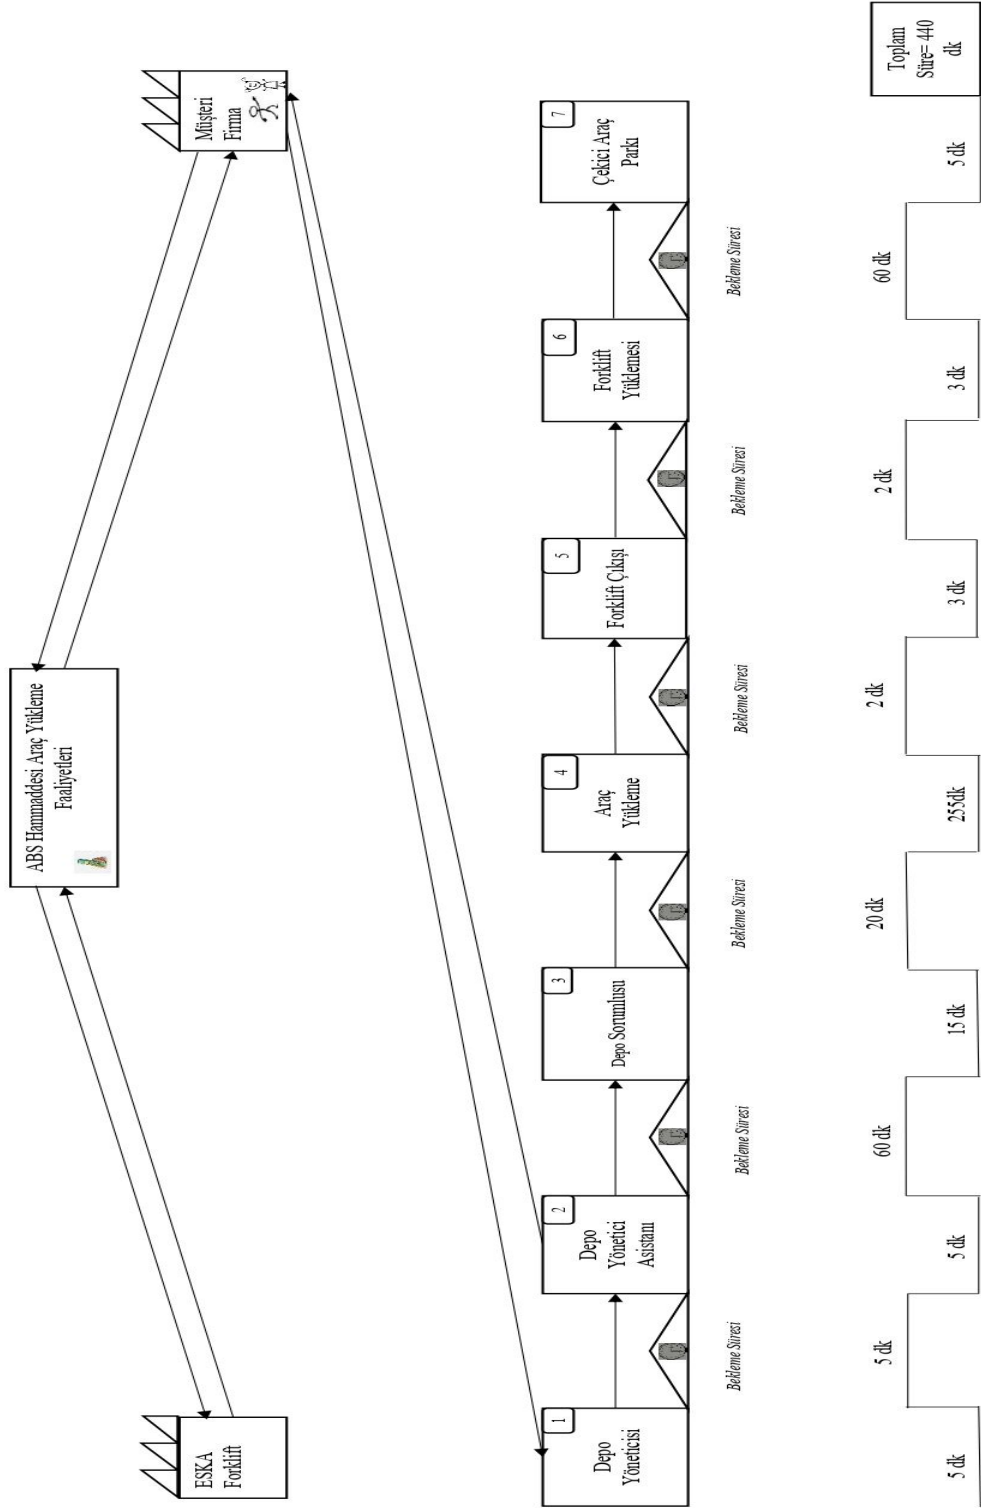 ABS Hammaddesi Araç Yükleme
Faaliyetleri
ESKA
Forklift
Müşteri
Firma
1
Depo
Yöneticisi
2
Depo
Yönetici
Asistanı
3
Depo Sorumlusu
4
Araç
Yükleme
5
Forklift Çıkışı
6
Forklift
Yüklemesi
7
Çekici Araç
Parkı
Bekleme Süresi
Bekleme Süresi
Bekleme Süresi
Bekleme Süresi
Bekleme Süresi
Bekleme Süresi
5 dk
5 dk
5 dk
60 dk
15 dk
20 dk
255dk
2 dk
3 dk
2 dk
3 dk
60 dk
5 dk
Toplam
Süre= 440
dk